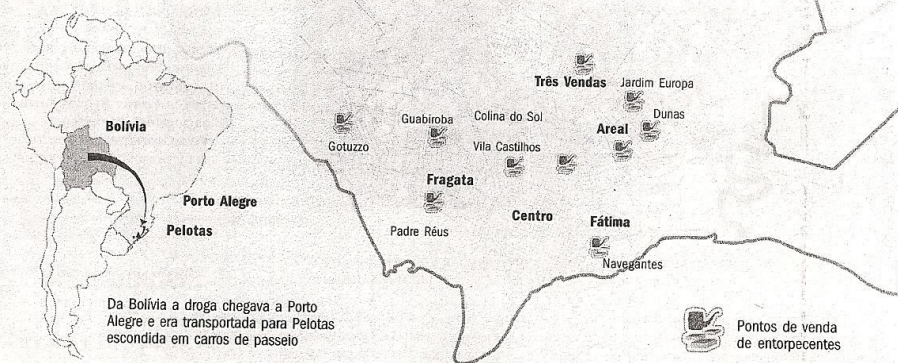 Bolívia
Porto Alegre
Pelotas
Da Bolívia a droga chegava a Porto
Alegre e era transportada para Pelotas
escondida em carros de passeio
Três Vendas
Jardim Europa
Gotuzzo
Guabiroba
Colina do Sol
Dunas
Areal
Vila Castilhos
Fragata
Padre Réus
Centro
Fátima
Navegantes
Pontos de venda
de entorpecentes